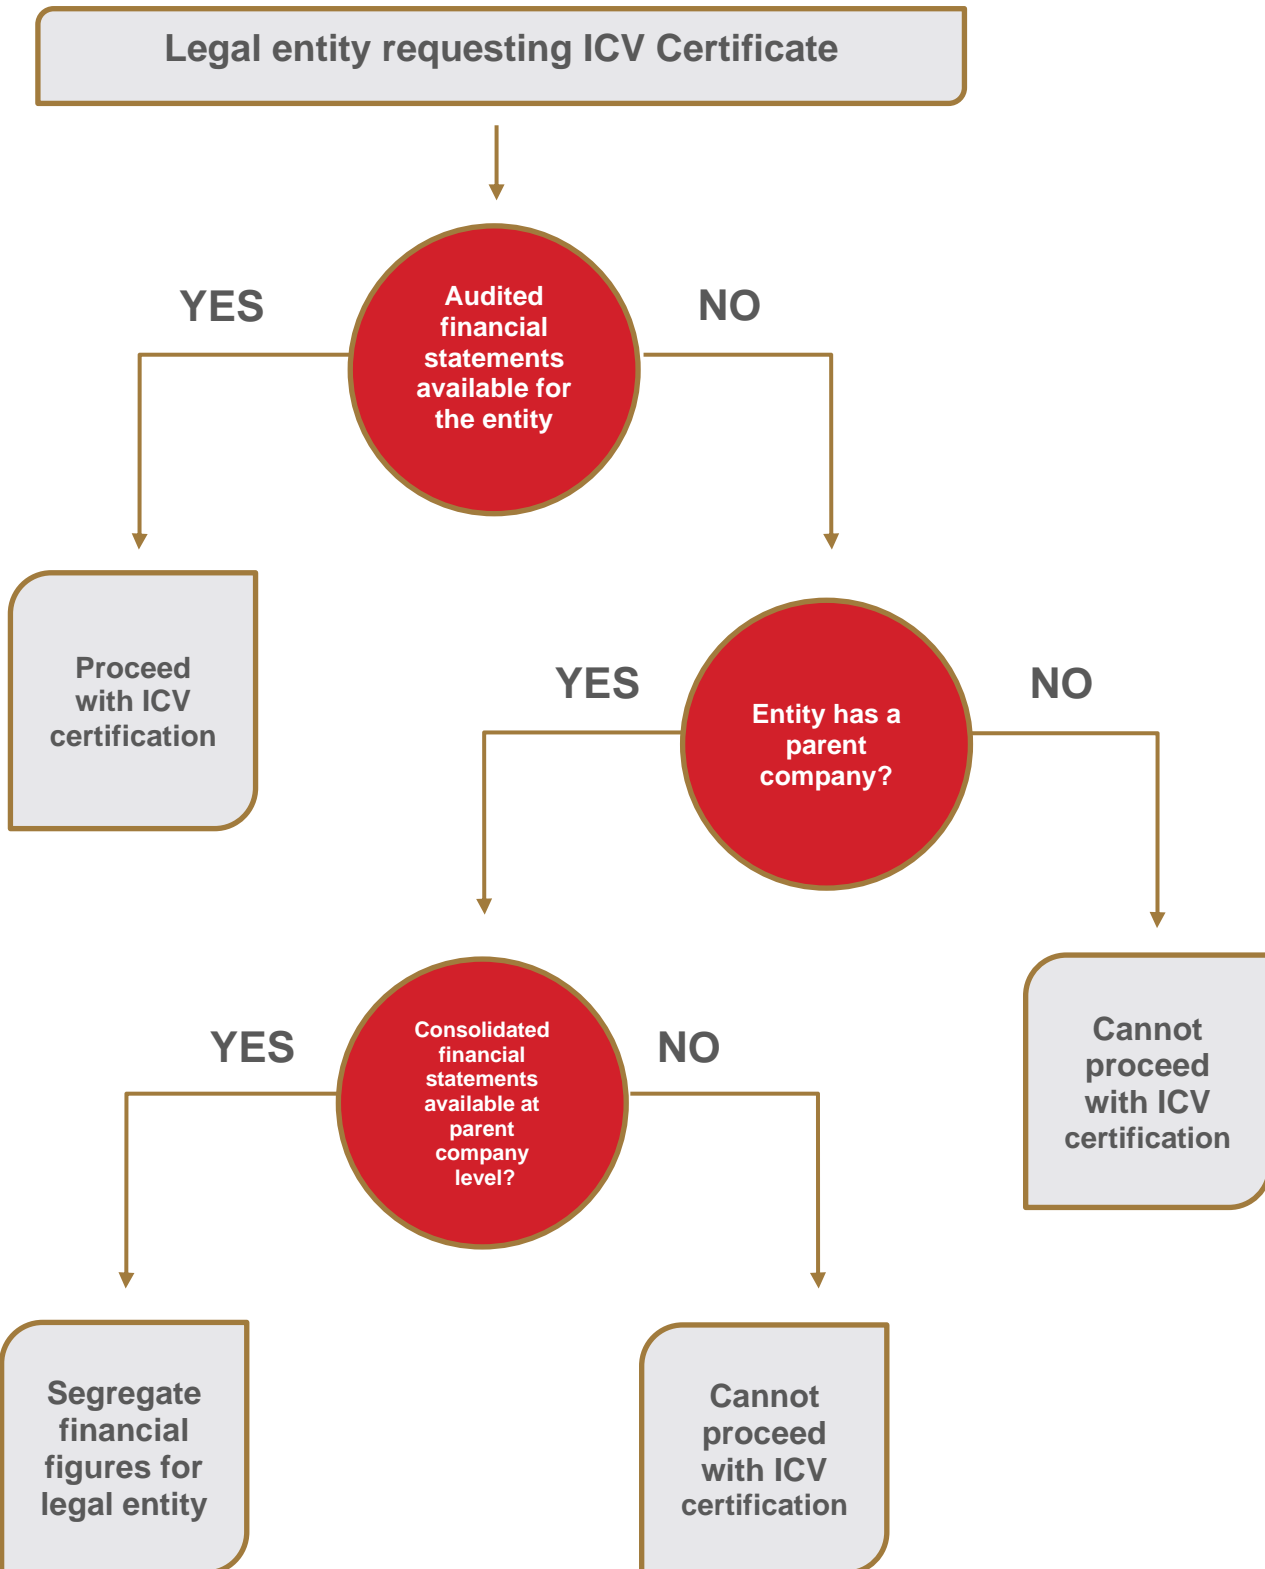 Legal entity requesting ICV Certificate
YES
Audited
financial
statements
available for
the entity
NO
Proceed
with ICV
certification
YES
Entity has a
parent
company?
NO
YES
Consolidated
financial
statements
available at
parent
company
level?
NO
Cannot
proceed
with ICV
certification
Segregate
financial
figures for
legal entity
Cannot
proceed
with ICV
certification